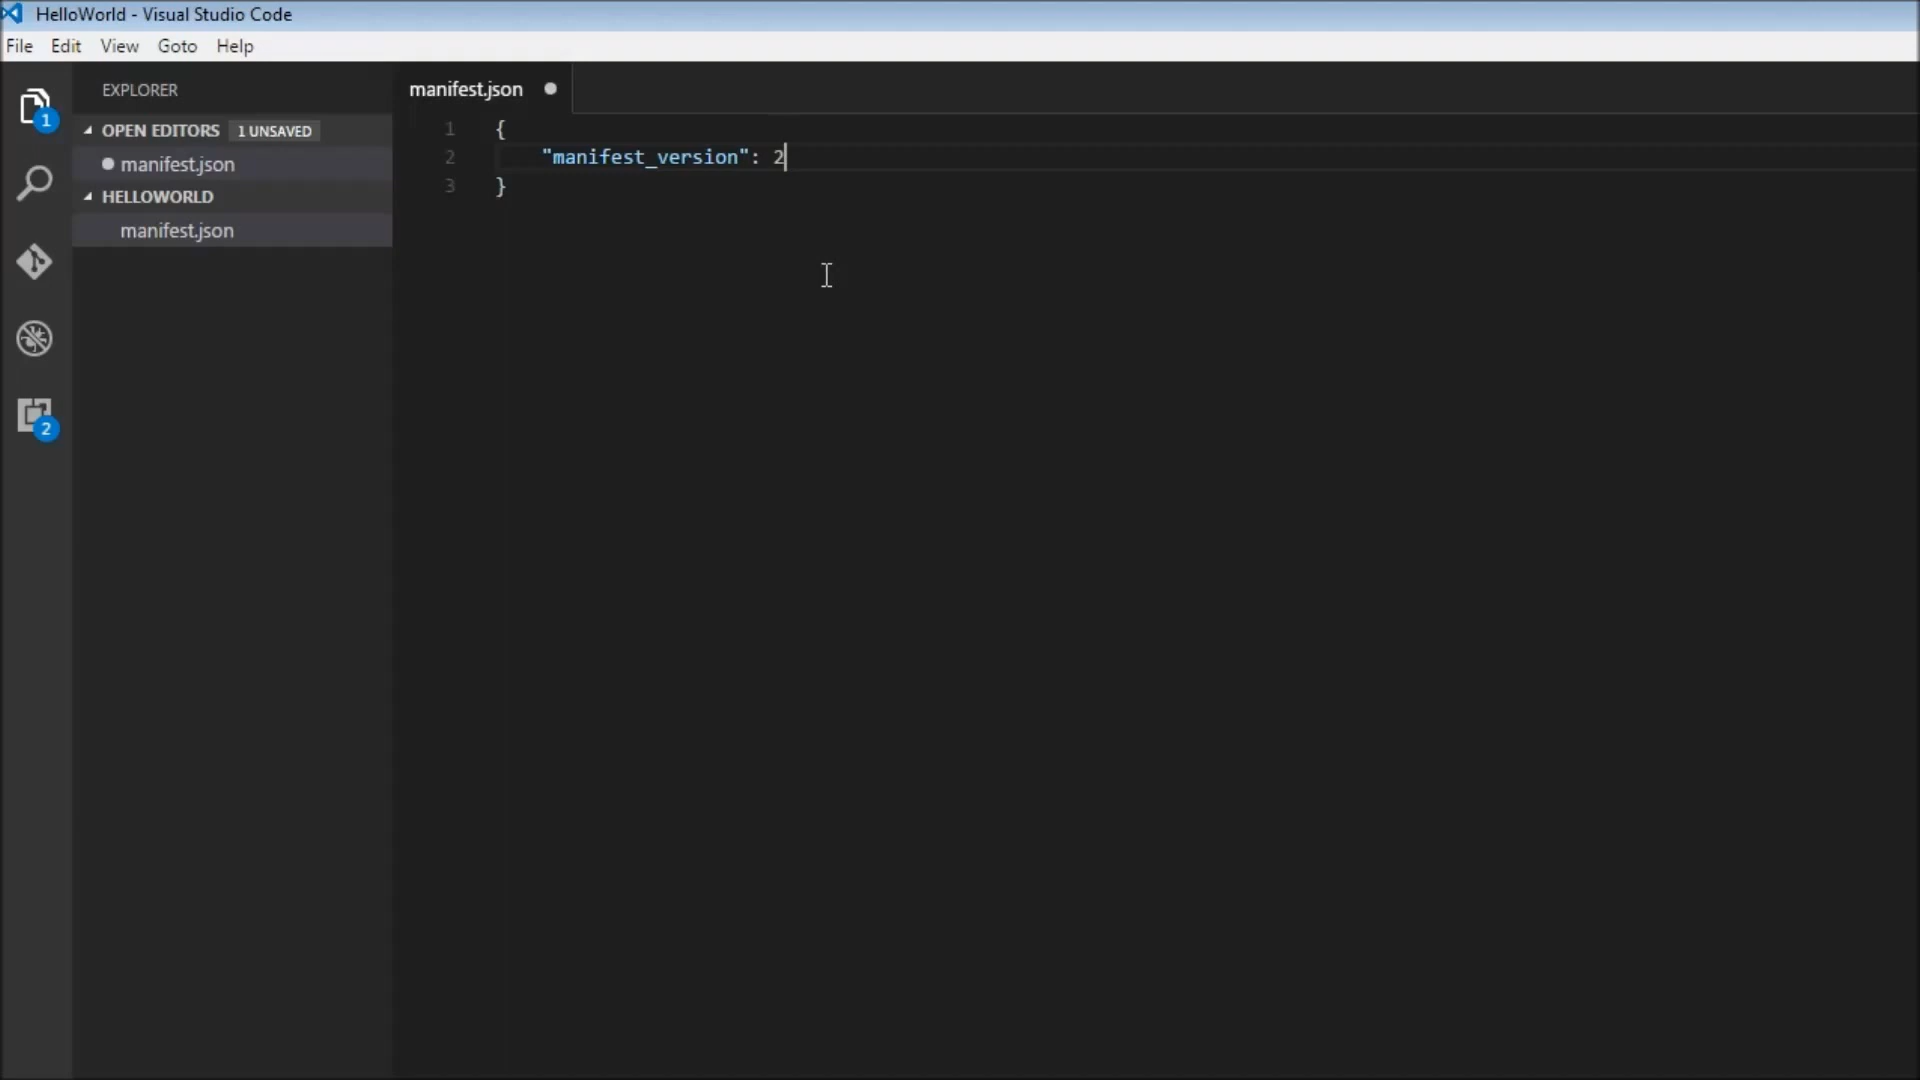 HelloWorld - Visual Studio Code
File Edit View Goto Help
EXPLORER
OPEN EDITORS 1 UNSAVED
manifest.json
HELLOWORLD
manifest.json
1
2
manifest.json
1 {
2 "manifest_version": 2
3 }